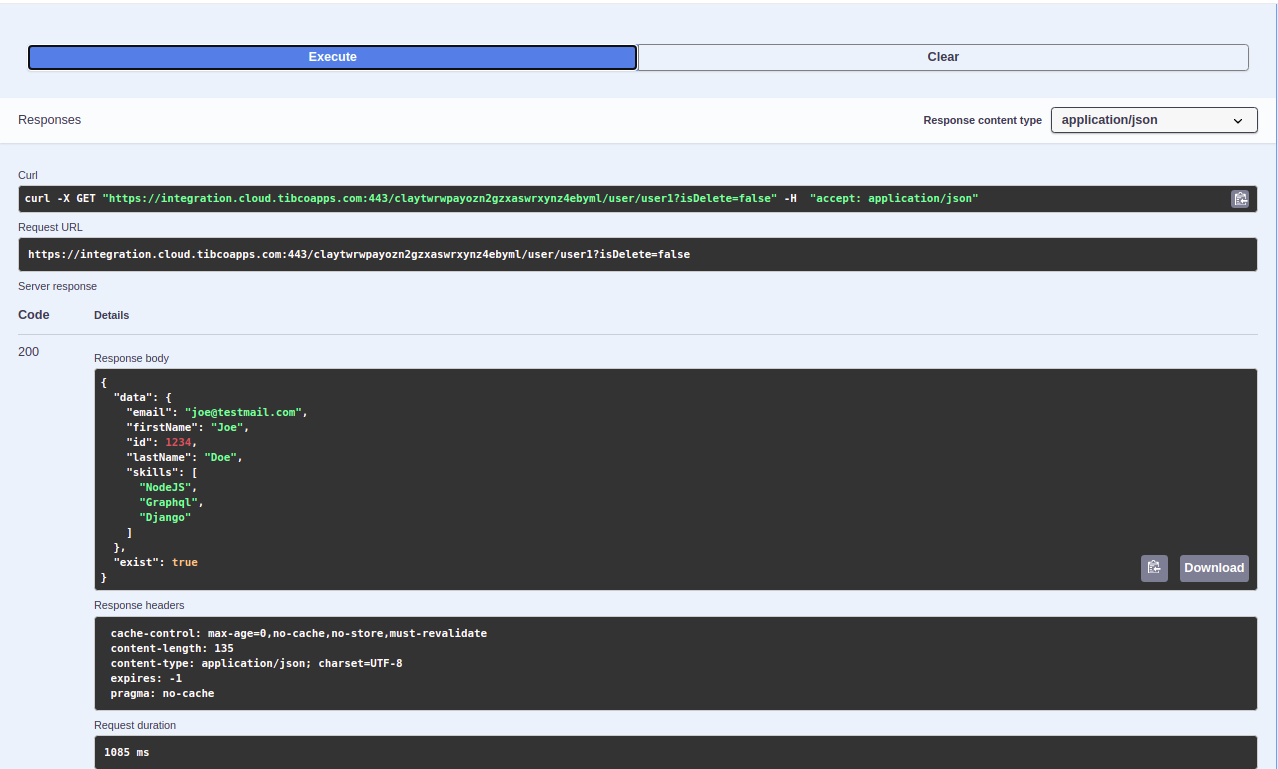 Execute
Clear
Responses
Response content type
application/json
Curl
curl -X GET "https://integration.cloud.tibcoapps.com:443/claytwrwpayozn2gzxaswrxynz4ebyml/user/user1?isDelete=false" -H  "accept: application/json"
Request URL
https://integration.cloud.tibcoapps.com:443/claytwrwpayozn2gzxaswrxynz4ebyml/user/user1?isDelete=false
Server response
Code
Details
200
Response body
{
  "data": {
    "email": "joe@testmail.com",
    "firstName": "Joe",
    "id": 1234,
    "lastName": "Doe",
    "skills": [
      "NodeJS",
      "Graphql",
      "Django"
    ]
  },
  "exist": true
}
Download
Response headers
cache-control: max-age=0,no-cache,no-store,must-revalidate
content-length: 135
content-type: application/json; charset=UTF-8
expires: -1
pragma: no-cache
Request duration
1085 ms